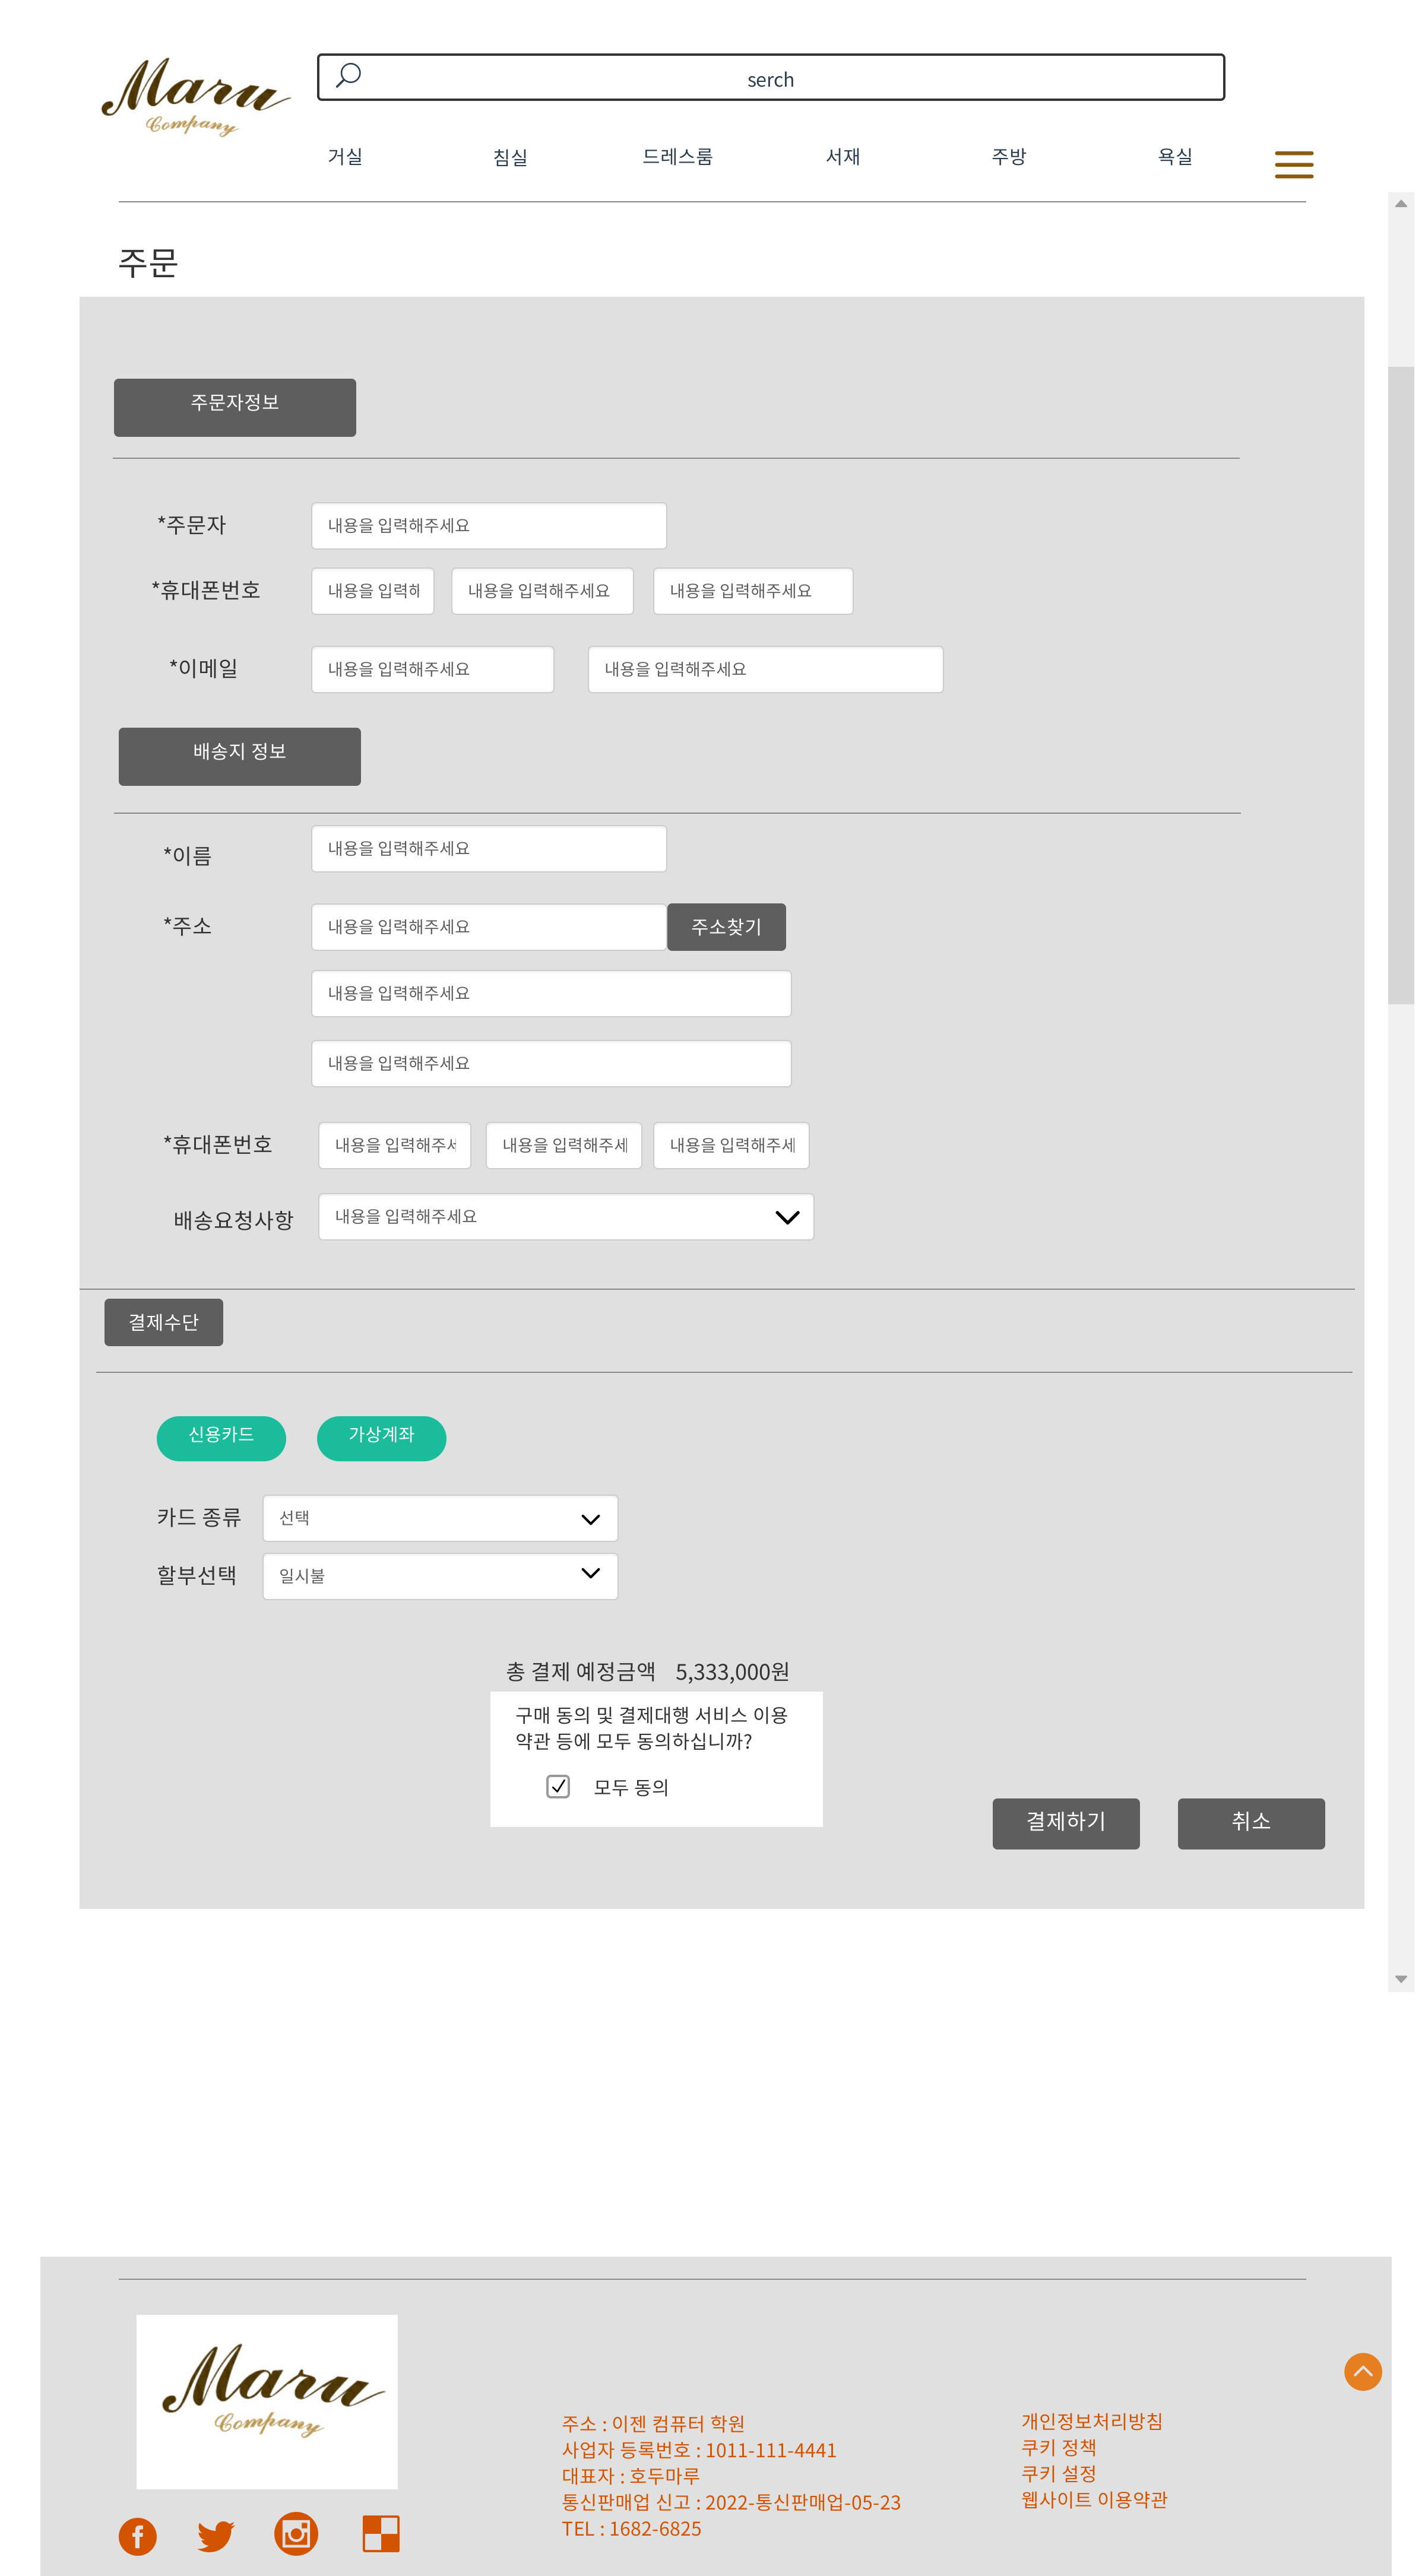 Maru
Company
serch
거실 침실 드레스룸 서재 주방 욕실
주문
주문자정보
*주문자 내용을 입력해주세요
*휴대폰번호 내용을 입력해 내용을 입력해주세요 내용을 입력해주세요
*이메일 내용을 입력해주세요 내용을 입력해주세요
배송지 정보
*이름 내용을 입력해주세요
*주소 내용을 입력해주세요 주소찾기
내용을 입력해주세요
내용을 입력해주세요
*휴대폰번호 내용을 입력해주 내용을 입력해주세 내용을 입력해주세
배송요청사항 내용을 입력해주세요
결제수단
신용카드 가상계좌
카드 종류 선택
할부선택 일시불
총 결제 예정금액 5,333,000원
구매 동의 및 결제대행 서비스 이용
약관 등에 모두 동의하십니까?
모두 동의
결제하기 취소
Maru
Company
주소 : 이젠 컴퓨터 학원
사업자 등록번호 : 1011-111-4441
대표자 : 호두마루
통신판매업 신고 : 2022-통신판매업-05-23
TEL : 1682-6825
개인정보처리방침
쿠키 정책
쿠키 설정
웹사이트 이용약관